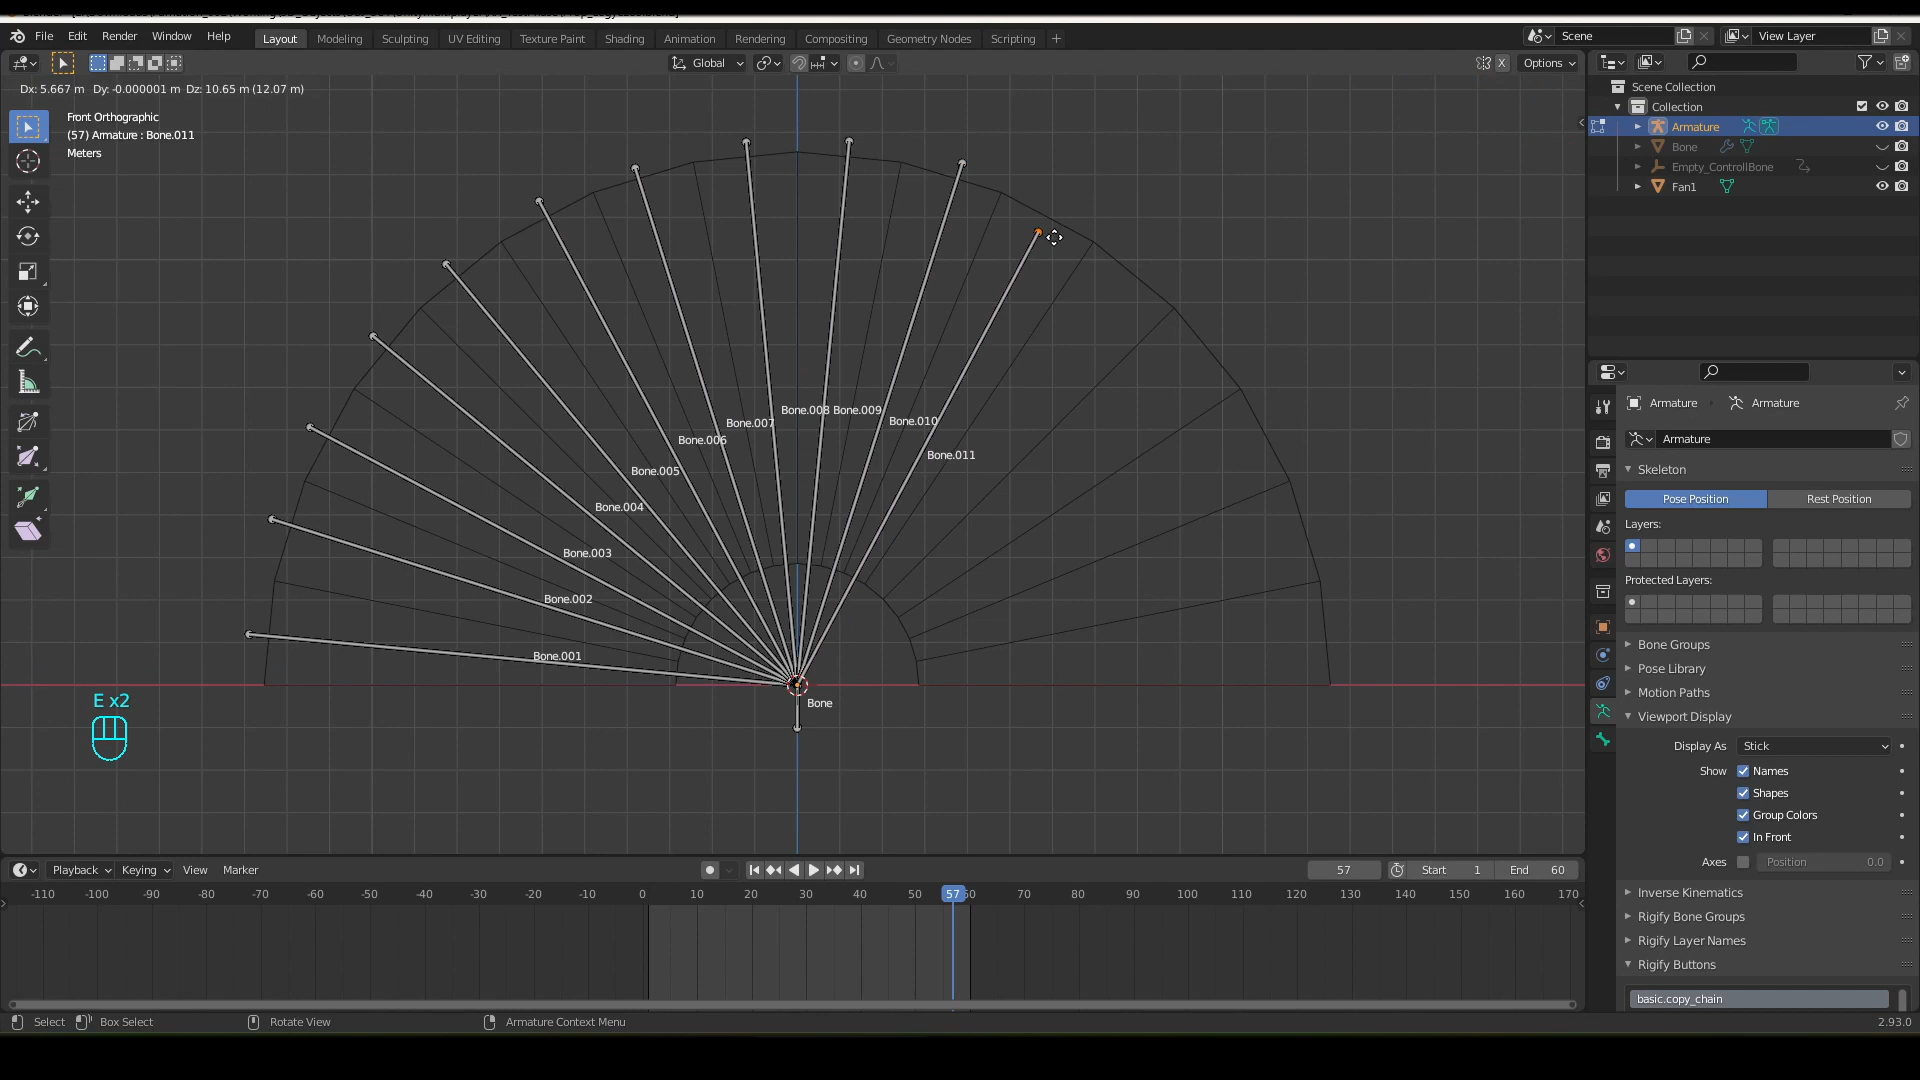 File Edit Render Window Help
Layout Modeling Sculpting UV Editing Texture Paint Shading Animation Rendering Compositing Geometry Nodes Scripting +
Scene
View Layer
Global
X
Options
Dx: 5.667 m Dy: -0.000001 m Dz: 10.65 m (12.07 m)
Front Orthographic
(57) Armature : Bone.011
Meters
Scene Collection
Collection
Armature
Bone
Empty_ControllBone
Fan1
Bone.008 Bone.009
Bone.007
Bone.010
Bone.006
Bone.011
Bone.005
Bone.004
Bone.003
Bone.002
Bone.001
Bone
E x2
Armature
Armature
Armature
Skeleton
Pose Position
Rest Position
Layers:
Protected Layers:
Bone Groups
Pose Library
Motion Paths
Viewport Display
Display As
Stick
Show
Names
Shapes
Group Colors
In Front
Axes
Position
0.0
Inverse Kinematics
Rigify Bone Groups
Rigify Layer Names
Rigify Buttons
basic.copy_chain
Playback Keying View Marker
57
Start 1
End 60
-110 -100 -90 -80 -70 -60 -50 -40 -30 -20 -10 0 10 20 30 40 50 57 70 80 90 100 110 120 130 140 150 160 170
Select
Box Select
Rotate View
Armature Context Menu
2.93.0